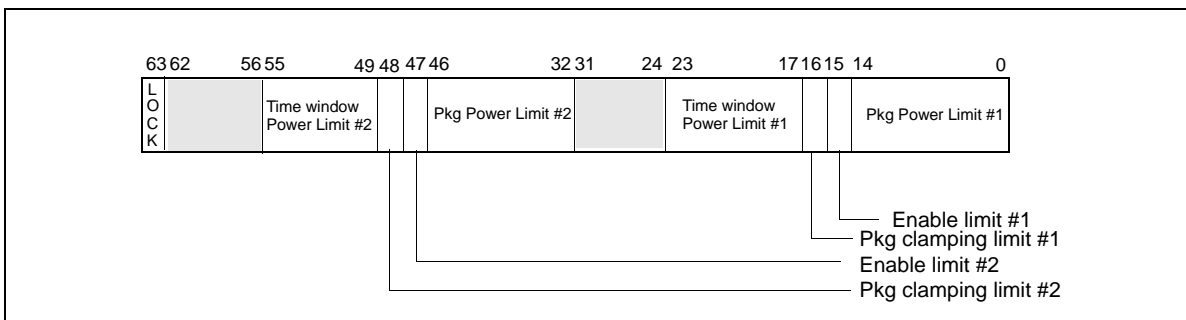 63 62 56 55 49 48 47 46 32 31 24 23 17 16 15 14 0
L
O
C
K
Time window
Power Limit #2
Pkg Power Limit #2
Time window
Power Limit #1
Pkg Power Limit #1
Enable limit #1
Pkg clamping limit #1
Enable limit #2
Pkg clamping limit #2